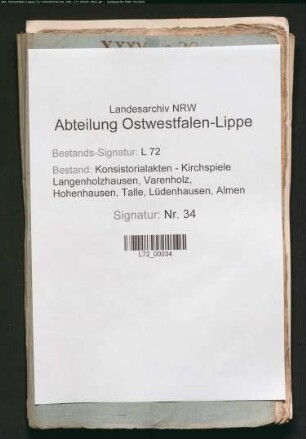 Landesarchiv NRW
Abteilung Ostwestfalen-Lippe
Bestands-Signatur: L 72
Bestand: Konsistorialakten - Kirchspiele
Langenholzhausen, Varenholz,
Hohenhausen, Talle, Lüdenhausen, Almen
Signatur: Nr. 34
L72_00034